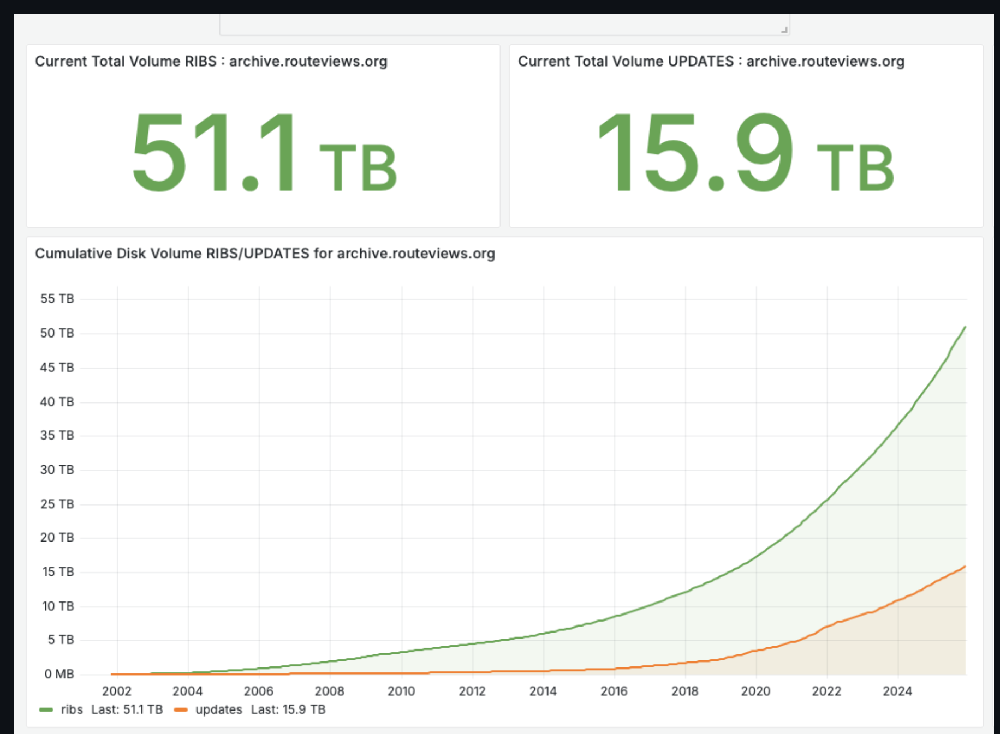 Current Total Volume RIBS : archive.routeviews.org
51.1 TB
Current Total Volume UPDATES : archive.routeviews.org
15.9 TB
Cumulative Disk Volume RIBS/UPDATES for archive.routeviews.org
55 TB
50 TB
45 TB
40 TB
35 TB
30 TB
25 TB
20 TB
15 TB
10 TB
5 TB
0 MB
2002 2004 2006 2008 2010 2012 2014 2016 2018 2020 2022 2024
ribs Last: 51.1 TB updates Last: 15.9 TB